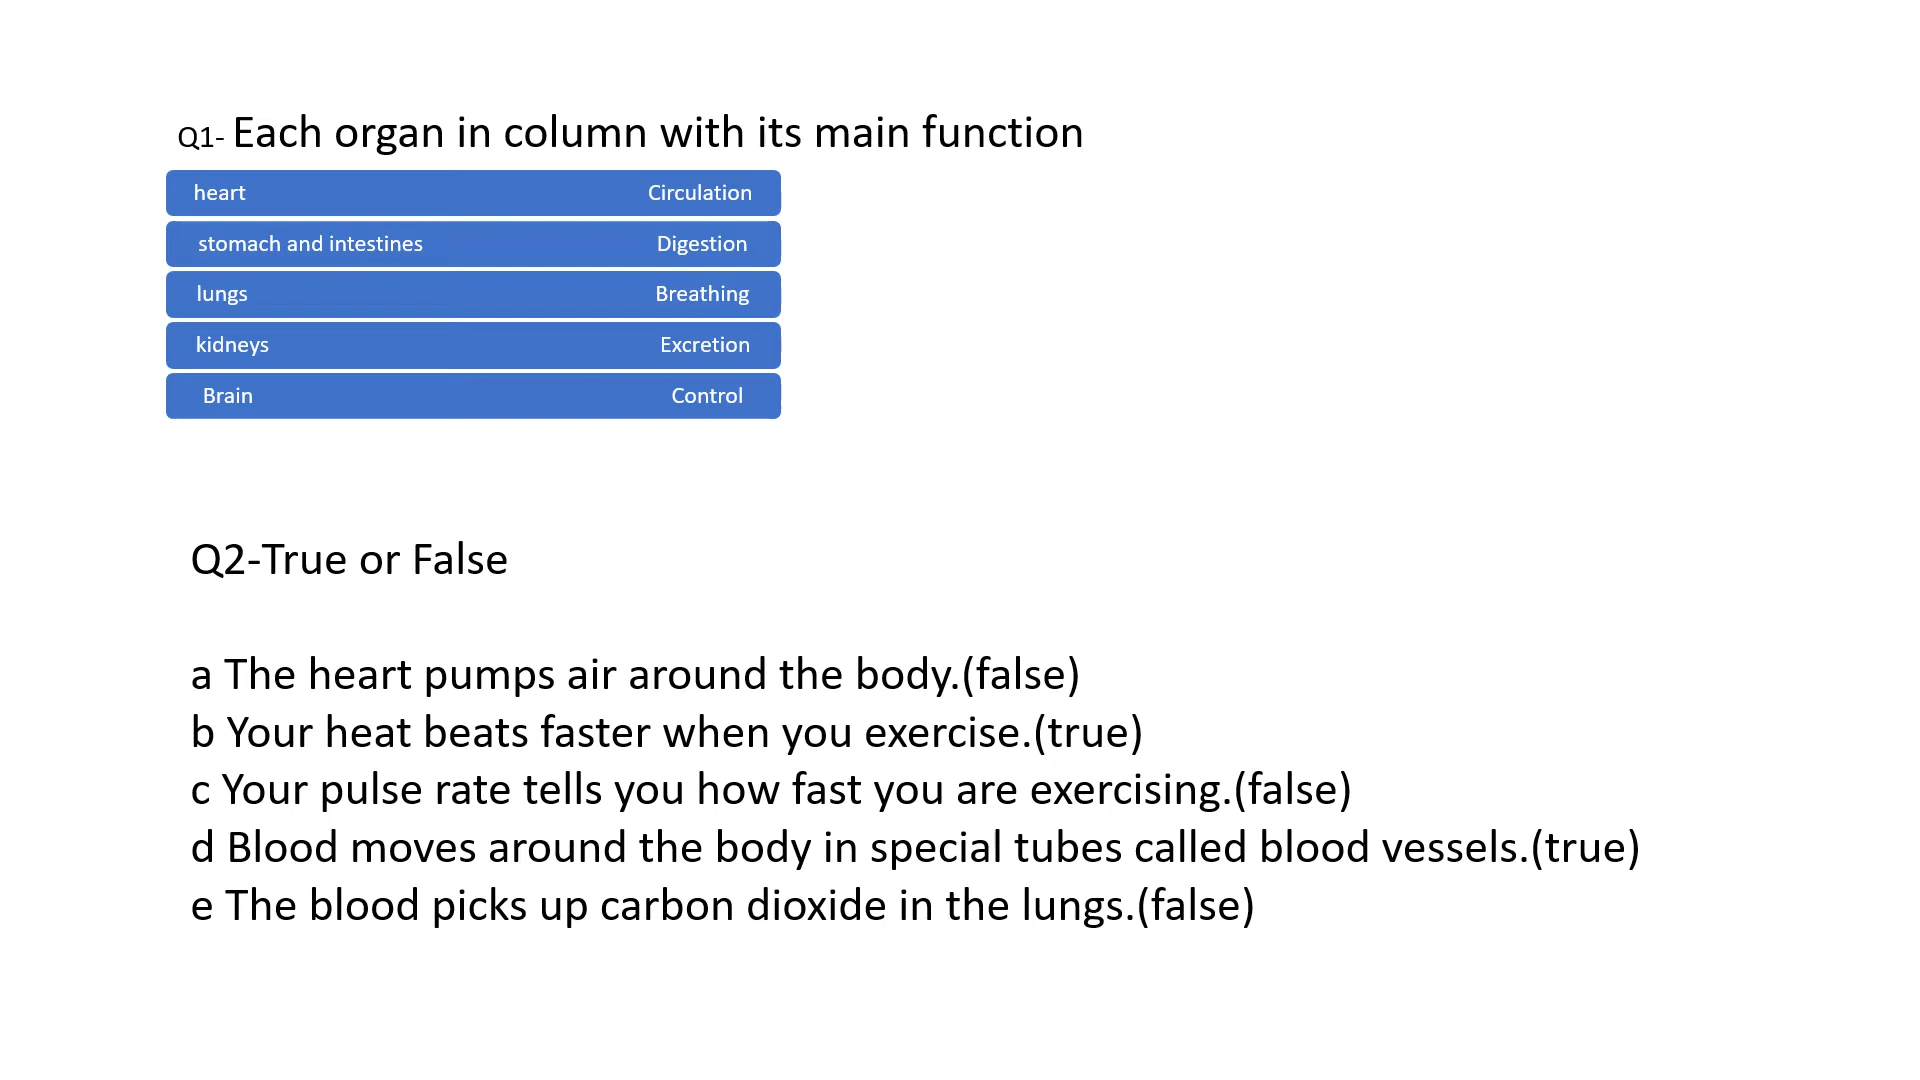 Q1- Each organ in column with its main function
heart Circulation
stomach and intestines Digestion
lungs Breathing
kidneys Excretion
Brain Control
Q2-True or False
a The heart pumps air around the body.(false)
b Your heat beats faster when you exercise.(true)
c Your pulse rate tells you how fast you are exercising.(false)
d Blood moves around the body in special tubes called blood vessels.(true)
e The blood picks up carbon dioxide in the lungs.(false)